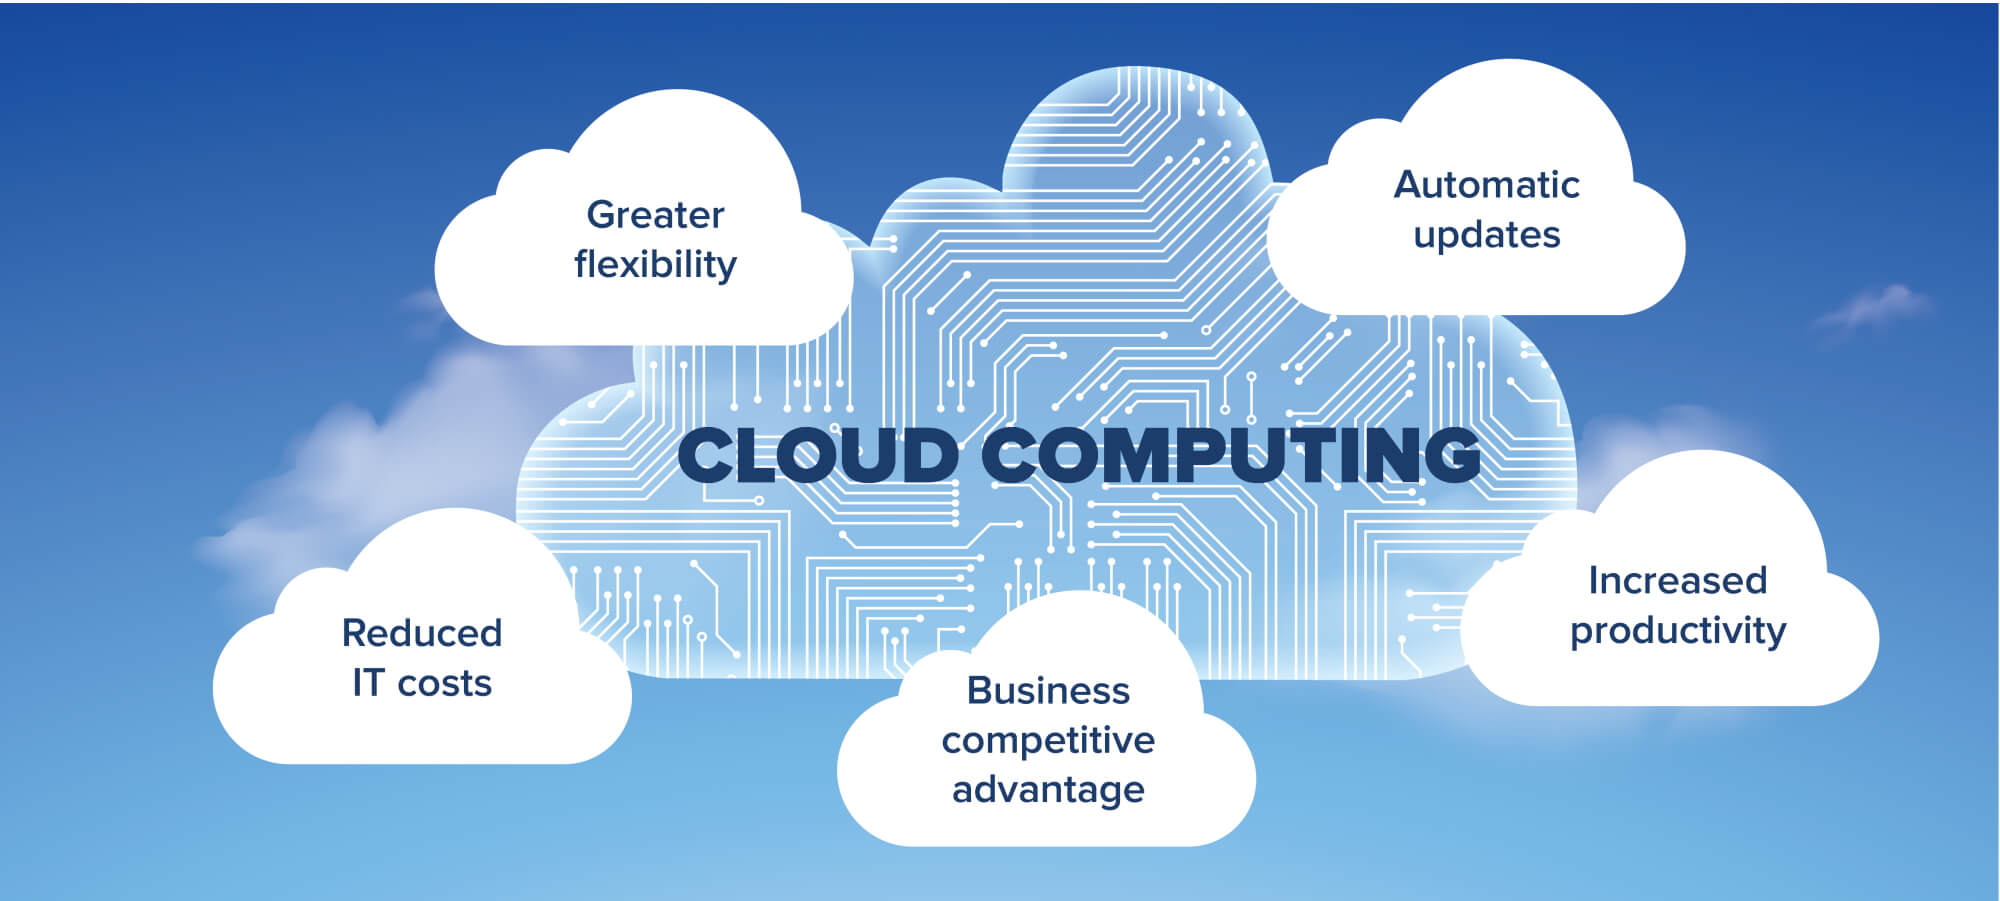 Greater
flexibility
Automatic
updates
CLOUD COMPUTING
Reduced
IT costs
Business
competitive
advantage
Increased
productivity